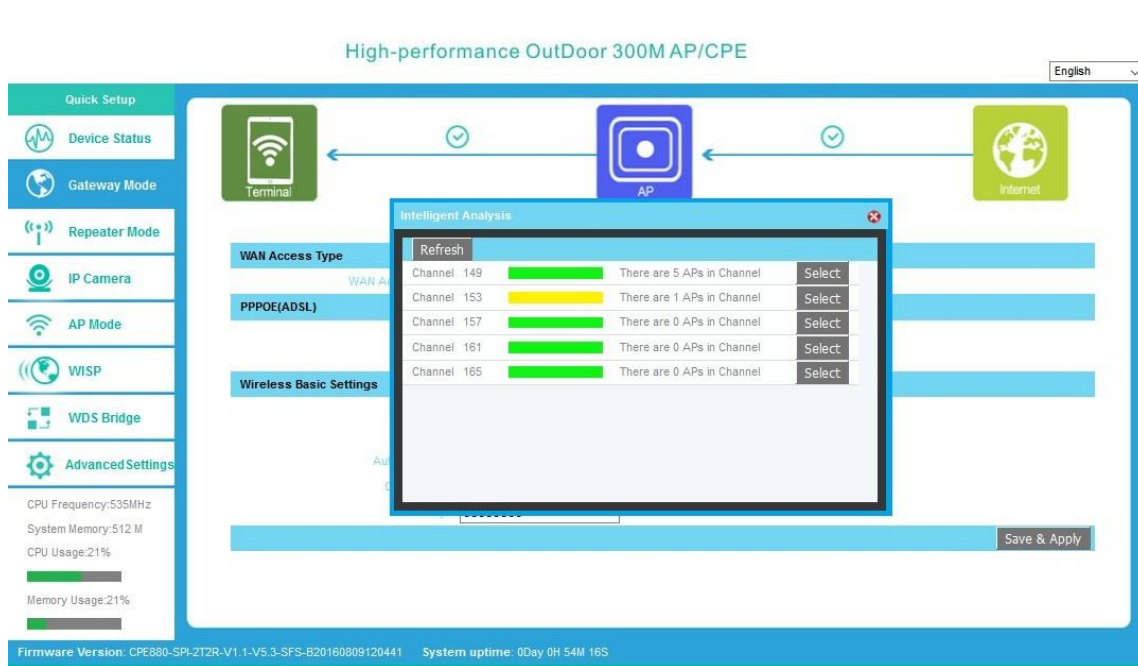 High-performance OutDoor 300M AP/CPE
English
Quick Setup
Device Status
Gateway Mode
Repeater Mode
IP Camera
AP Mode
WISP
WDS Bridge
Advanced Settings
CPU Frequency:535MHz
System Memory:512 M
CPU Usage:21%
Memory Usage:21%
Terminal
AP
Internet
WAN Access Type
PPPOE(ADSL)
Wireless Basic Settings
Intelligent Analysis
Refresh
Channel 149 There are 5 APs in Channel Select
Channel 153 There are 1 APs in Channel Select
Channel 157 There are 0 APs in Channel Select
Channel 161 There are 0 APs in Channel Select
Channel 165 There are 0 APs in Channel Select
Save & Apply
Firmware Version: CPE880-SPI-2T2R-V1.1-V5.3-SFS-B20160809120441 System uptime: 0Day 0H 54M 16S